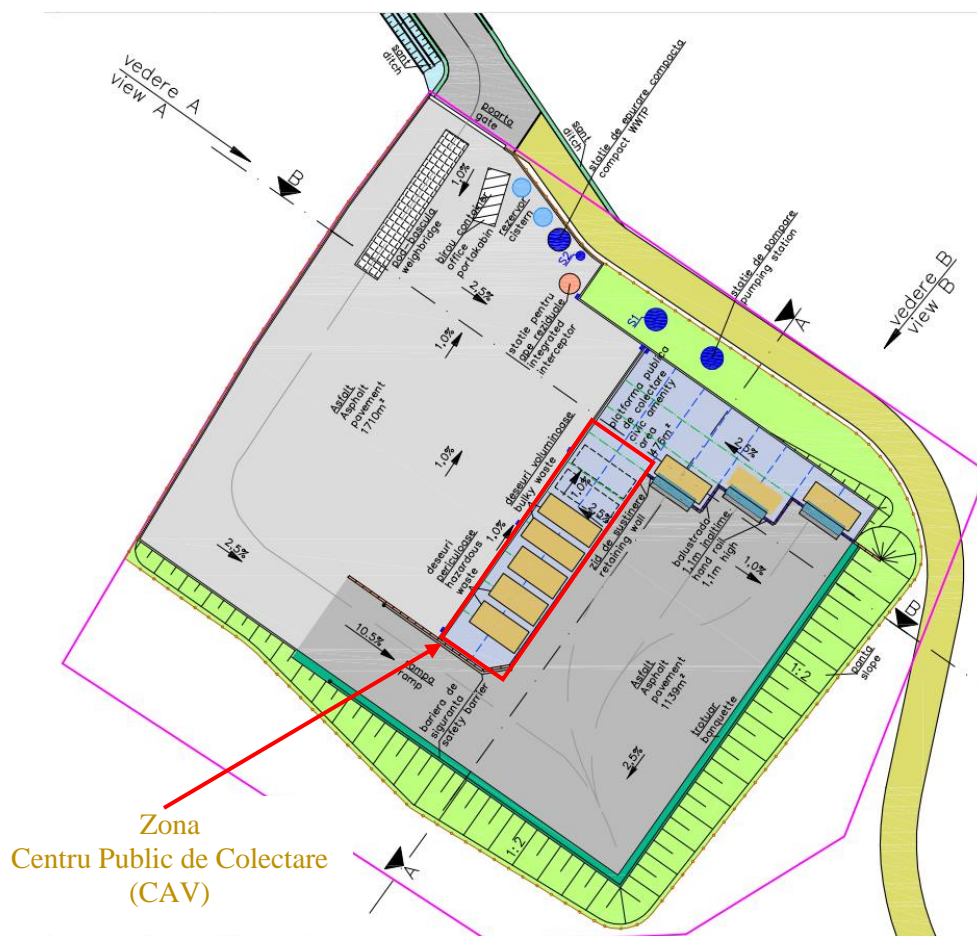 sant
ditch
vedere A
view A
B
poarta
gate
sant
ditch
statie de epurare compacta
compact WWTP
1,0%
pod-bascula
weighbridge
birou container
office
portakabin
rezervor
cistern
S2
2,5%
statie pentru
ape reziduale
integrated
interceptor
1,0%
S1
statie de pompare
pumping station
A
vedere B
view B
Asfalt
Asphalt
pavement
1710m²
1,0%
platforma publica
de colectare
civic amenity
area
1476m²
2,5%
deseuri voluminoase
bulky waste
1,0%
2,5%
deseuri
periculoase
hazardous
waste
1,0%
zid de sustinere
retaining wall
balustrada
1,1m inaltime
hand rail
1,1m high
1,0%
B
2,5%
10,5%
rampa
ramp
bariera de
siguranta
safety barrier
Asfalt
Asphalt
pavement
1139m²
trotuar
banquette
1:2
panta
slope
2,5%
1:2
A
Zona
Centru Public de Colectare
(CAV)